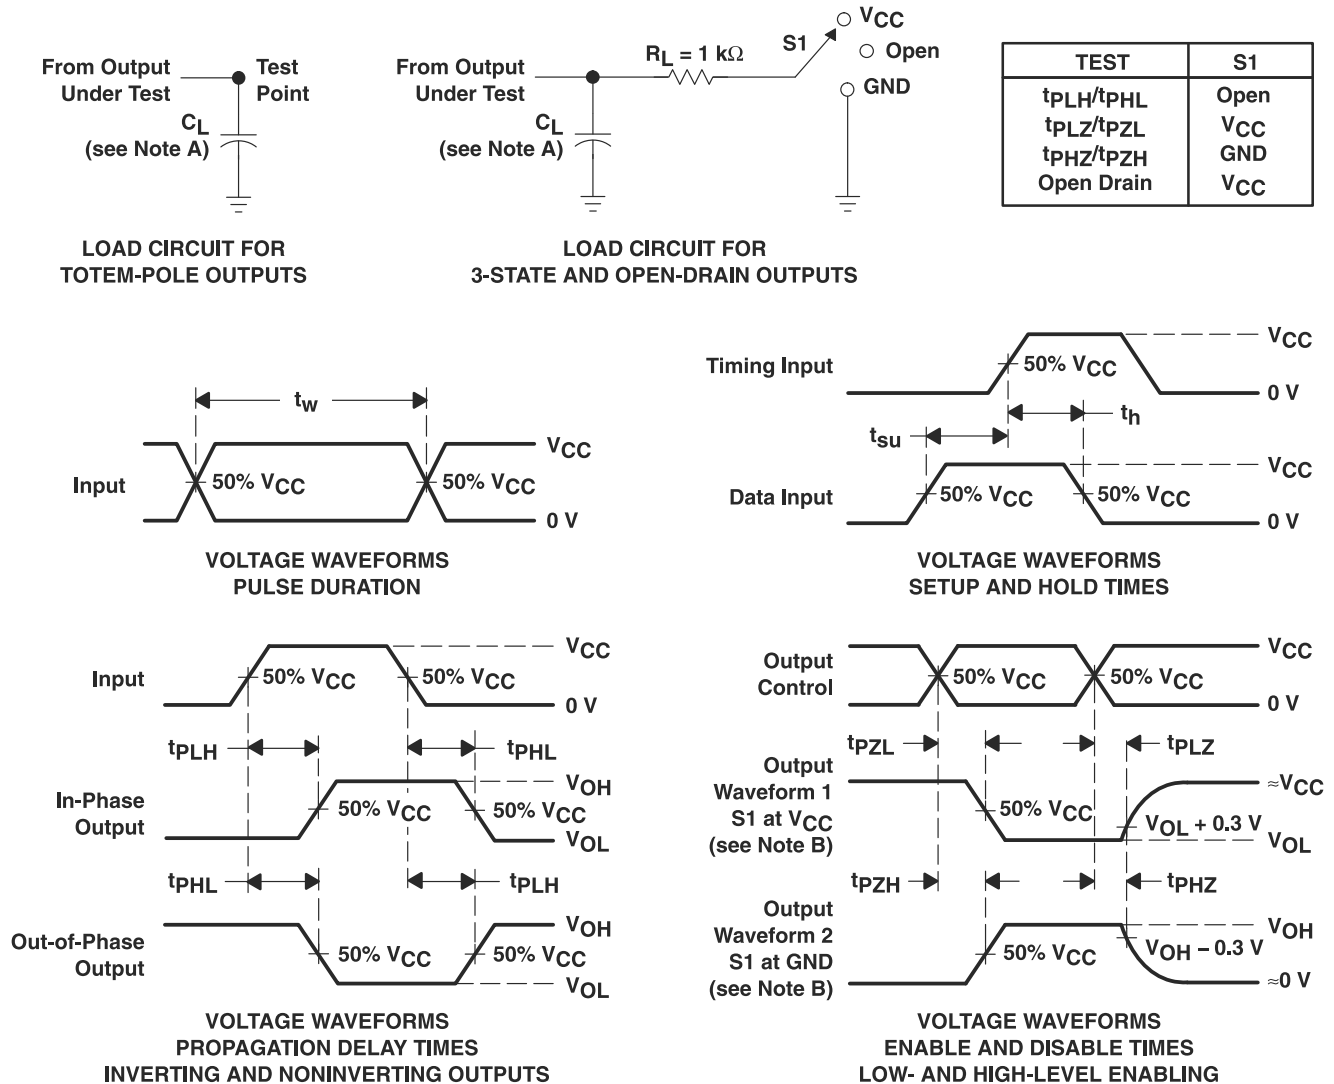 From Output
Under Test
Test
Point
CL
(see Note A)
LOAD CIRCUIT FOR
TOTEM-POLE OUTPUTS
From Output
Under Test
RL = 1 kΩ
S1
VCC
Open
GND
CL
(see Note A)
LOAD CIRCUIT FOR
3-STATE AND OPEN-DRAIN OUTPUTS
TEST S1
tPLH/tPHL Open
tPLZ/tPZL VCC
tPHZ/tPZH GND
Open Drain VCC
tw
Input
50% VCC
50% VCC
VCC
0 V
VOLTAGE WAVEFORMS
PULSE DURATION
Timing Input
50% VCC
VCC
0 V
tsu
th
Data Input
50% VCC
50% VCC
VCC
0 V
VOLTAGE WAVEFORMS
SETUP AND HOLD TIMES
Input
50% VCC
50% VCC
VCC
0 V
tPLH
tPHL
In-Phase
Output
50% VCC
50% VCC
VOH
VOL
tPHL
tPLH
Out-of-Phase
Output
50% VCC
50% VCC
VOH
VOL
VOLTAGE WAVEFORMS
PROPAGATION DELAY TIMES
INVERTING AND NONINVERTING OUTPUTS
Output
Control
50% VCC
50% VCC
VCC
0 V
tPZL
tPLZ
Output
Waveform 1
S1 at VCC
(see Note B)
50% VCC
VOL + 0.3 V
≈VCC
VOL
tPZH
tPHZ
Output
Waveform 2
S1 at GND
(see Note B)
50% VCC
VOH − 0.3 V
VOH
≈0 V
VOLTAGE WAVEFORMS
ENABLE AND DISABLE TIMES
LOW- AND HIGH-LEVEL ENABLING